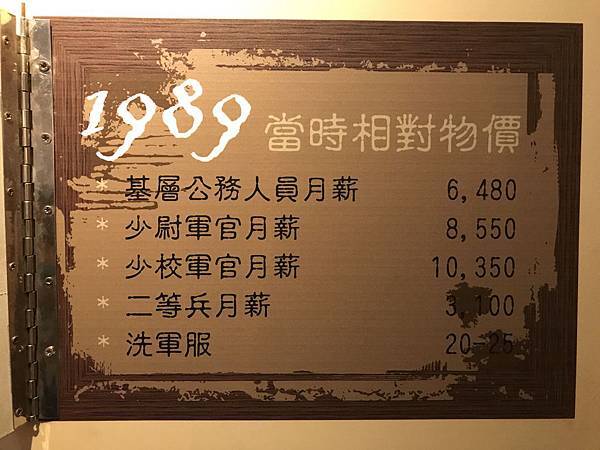 1989 當時相對物價
* 基層公務人員月薪 6,480
* 少尉軍官月薪 8,550
* 少校軍官月薪 10,350
* 二等兵月薪 3,100
* 洗軍服 20-25